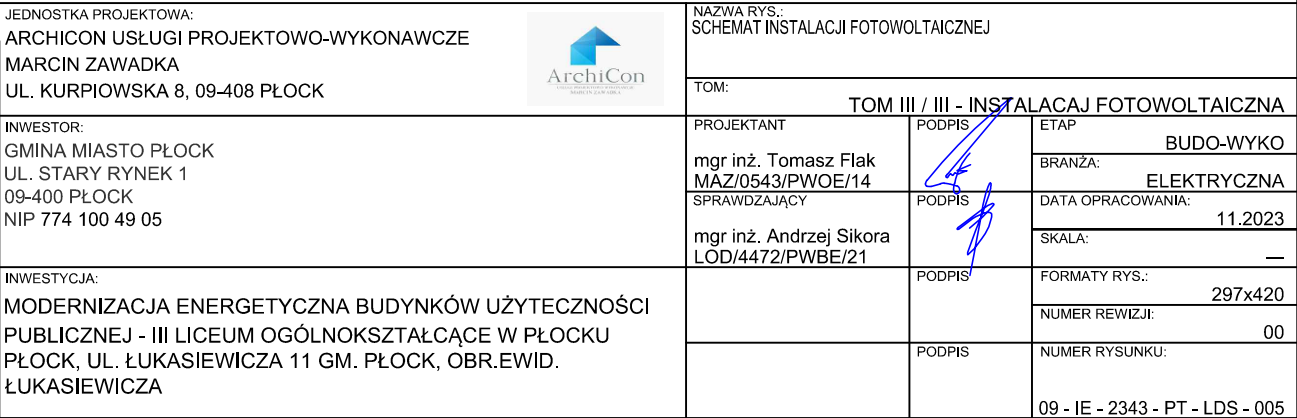 JEDNOSTKA PROJEKTOWA:
ARCHICON USŁUGI PROJEKTOWO-WYKONAWCZE
MARCIN ZAWADKA
UL. KURPIOWSKA 8, 09-408 PŁOCK
ArchiCon
MARCIN ZAWADKA
NAZWA RYS.:
SCHEMAT INSTALACJI FOTOWOLTAICZNEJ
TOM:
TOM III / III - INSTALACAJ FOTOWOLTAICZNA
INWESTOR:
GMINA MIASTO PŁOCK
UL. STARY RYNEK 1
09-400 PŁOCK
NIP 774 100 49 05
PROJEKTANT
mgr inż. Tomasz Flak
MAZ/0543/PWOE/14
PODPIS
ETAP
BUDO-WYKO
BRANŻA:
ELEKTRYCZNA
SPRAWDZAJĄCY
mgr inż. Andrzej Sikora
LOD/4472/PWBE/21
PODPIS
DATA OPRACOWANIA:
11.2023
SKALA:
—
INWESTYCJA:
MODERNIZACJA ENERGETYCZNA BUDYNKÓW UŻYTECZNOŚCI
PUBLICZNEJ - III LICEUM OGÓLNOKSZTAŁCĄCE W PŁOCKU
PŁOCK, UL. ŁUKASIEWICZA 11 GM. PŁOCK, OBR.EWID.
ŁUKASIEWICZA
PODPIS
FORMATY RYS.:
297x420
NUMER REWIZJI:
00
PODPIS
NUMER RYSUNKU:
09 - IE - 2343 - PT - LDS - 005